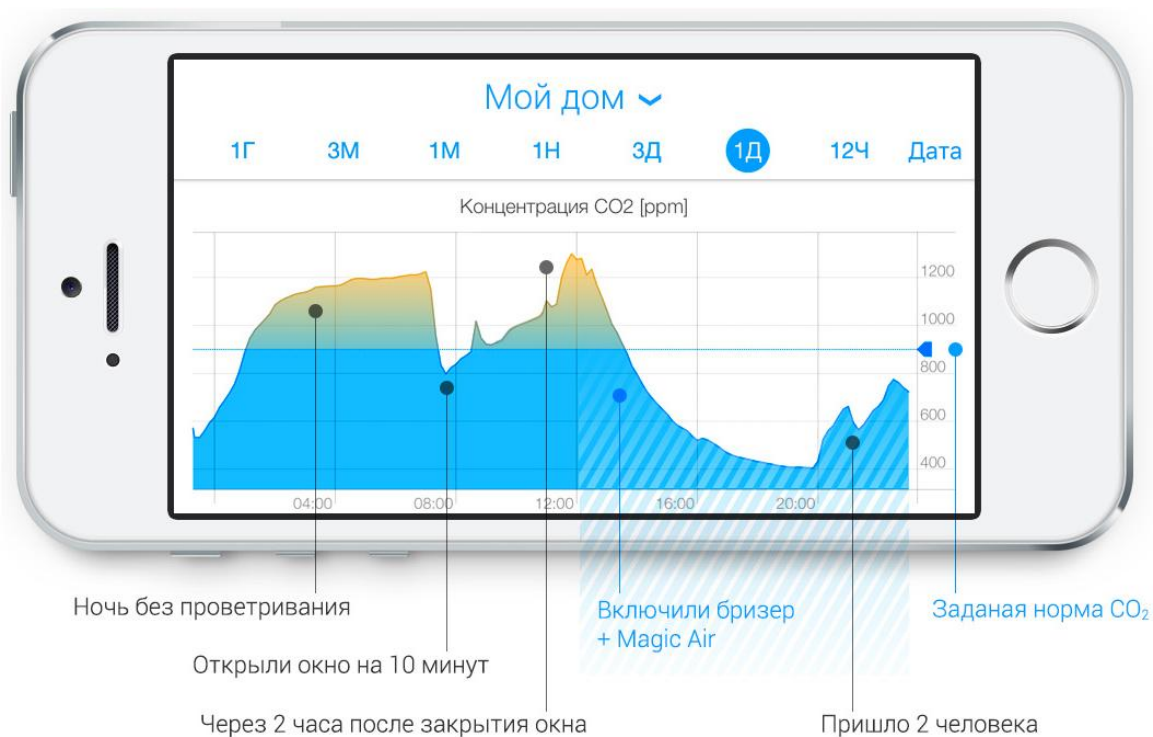 Мой дом
1Г 3М 1М 1Н 3Д 1Д 12Ч Дата
Концентрация CO2 [ppm]
1200
1000
800
600
400
04:00 08:00 12:00 16:00 20:00
Ночь без проветривания
Включили бризер
+ Magic Air
Заданая норма CO₂
Открыли окно на 10 минут
Через 2 часа после закрытия окна
Пришло 2 человека